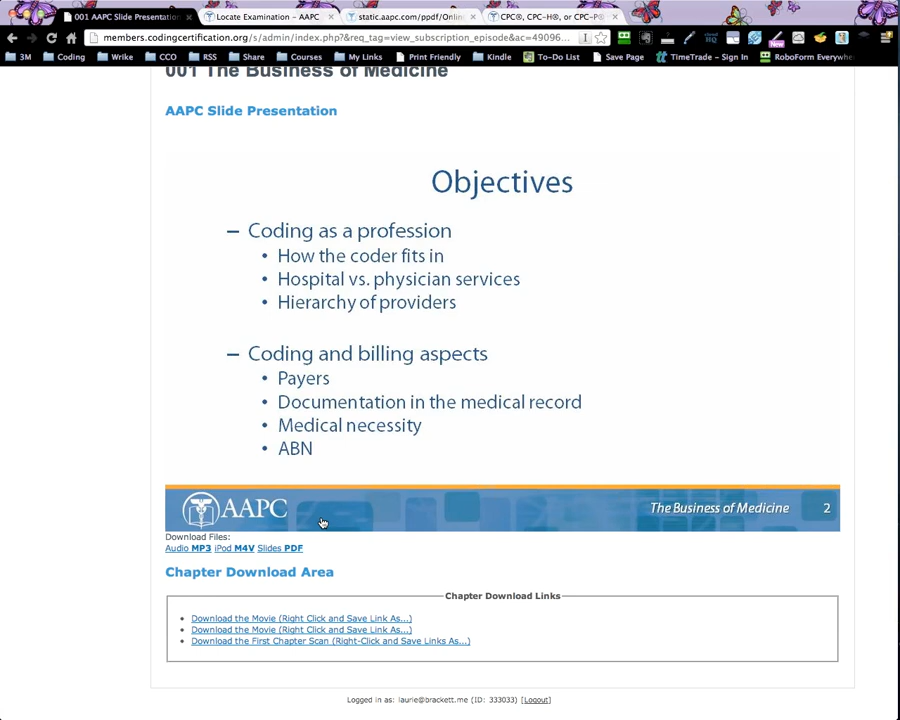 001 AAPC Slide Presentation
Locate Examination – AAPC
static.aapc.com/ppdf/Onlin
CPC®, CPC-H®, or CPC-P®
members.codingcertification.org/s/admin/index.php?req_tag=view_subscription_episode&ac=49096...
3M Coding Wrike CCO RSS Share Courses My Links Print Friendly Kindle To-Do List Save Page TimeTrade – Sign In RoboForm Everywhe
001 The Business of Medicine
AAPC Slide Presentation
Objectives
– Coding as a profession
• How the coder fits in
• Hospital vs. physician services
• Hierarchy of providers
– Coding and billing aspects
• Payers
• Documentation in the medical record
• Medical necessity
• ABN
AAPC The Business of Medicine 2
Download Files:
Audio MP3 iPod M4V Slides PDF
Chapter Download Area
Chapter Download Links
• Download the Movie (Right Click and Save Link As...)
• Download the Movie (Right Click and Save Link As...)
• Download the First Chapter Scan (Right-Click and Save Links As...)
Logged in as: laurie@brackett.me (ID: 333033) [Logout]